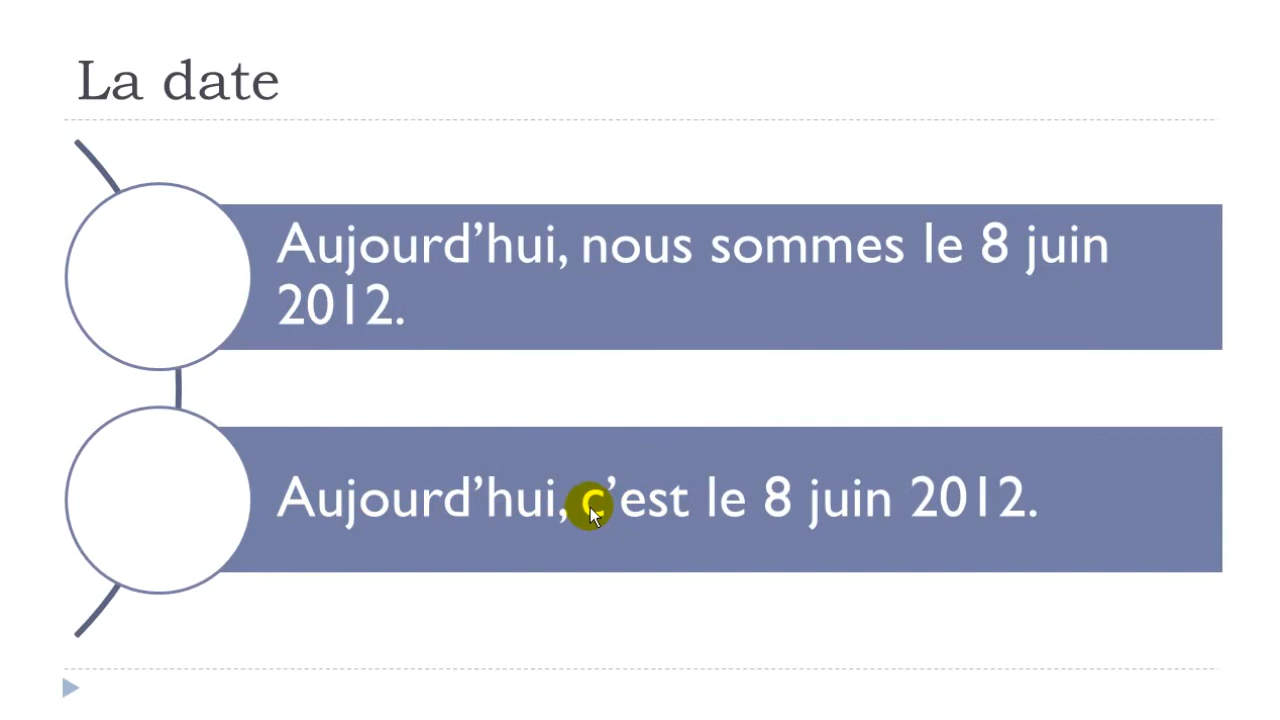 La date
Aujourd’hui, nous sommes le 8 juin
2012.
Aujourd’hui, c’est le 8 juin 2012.